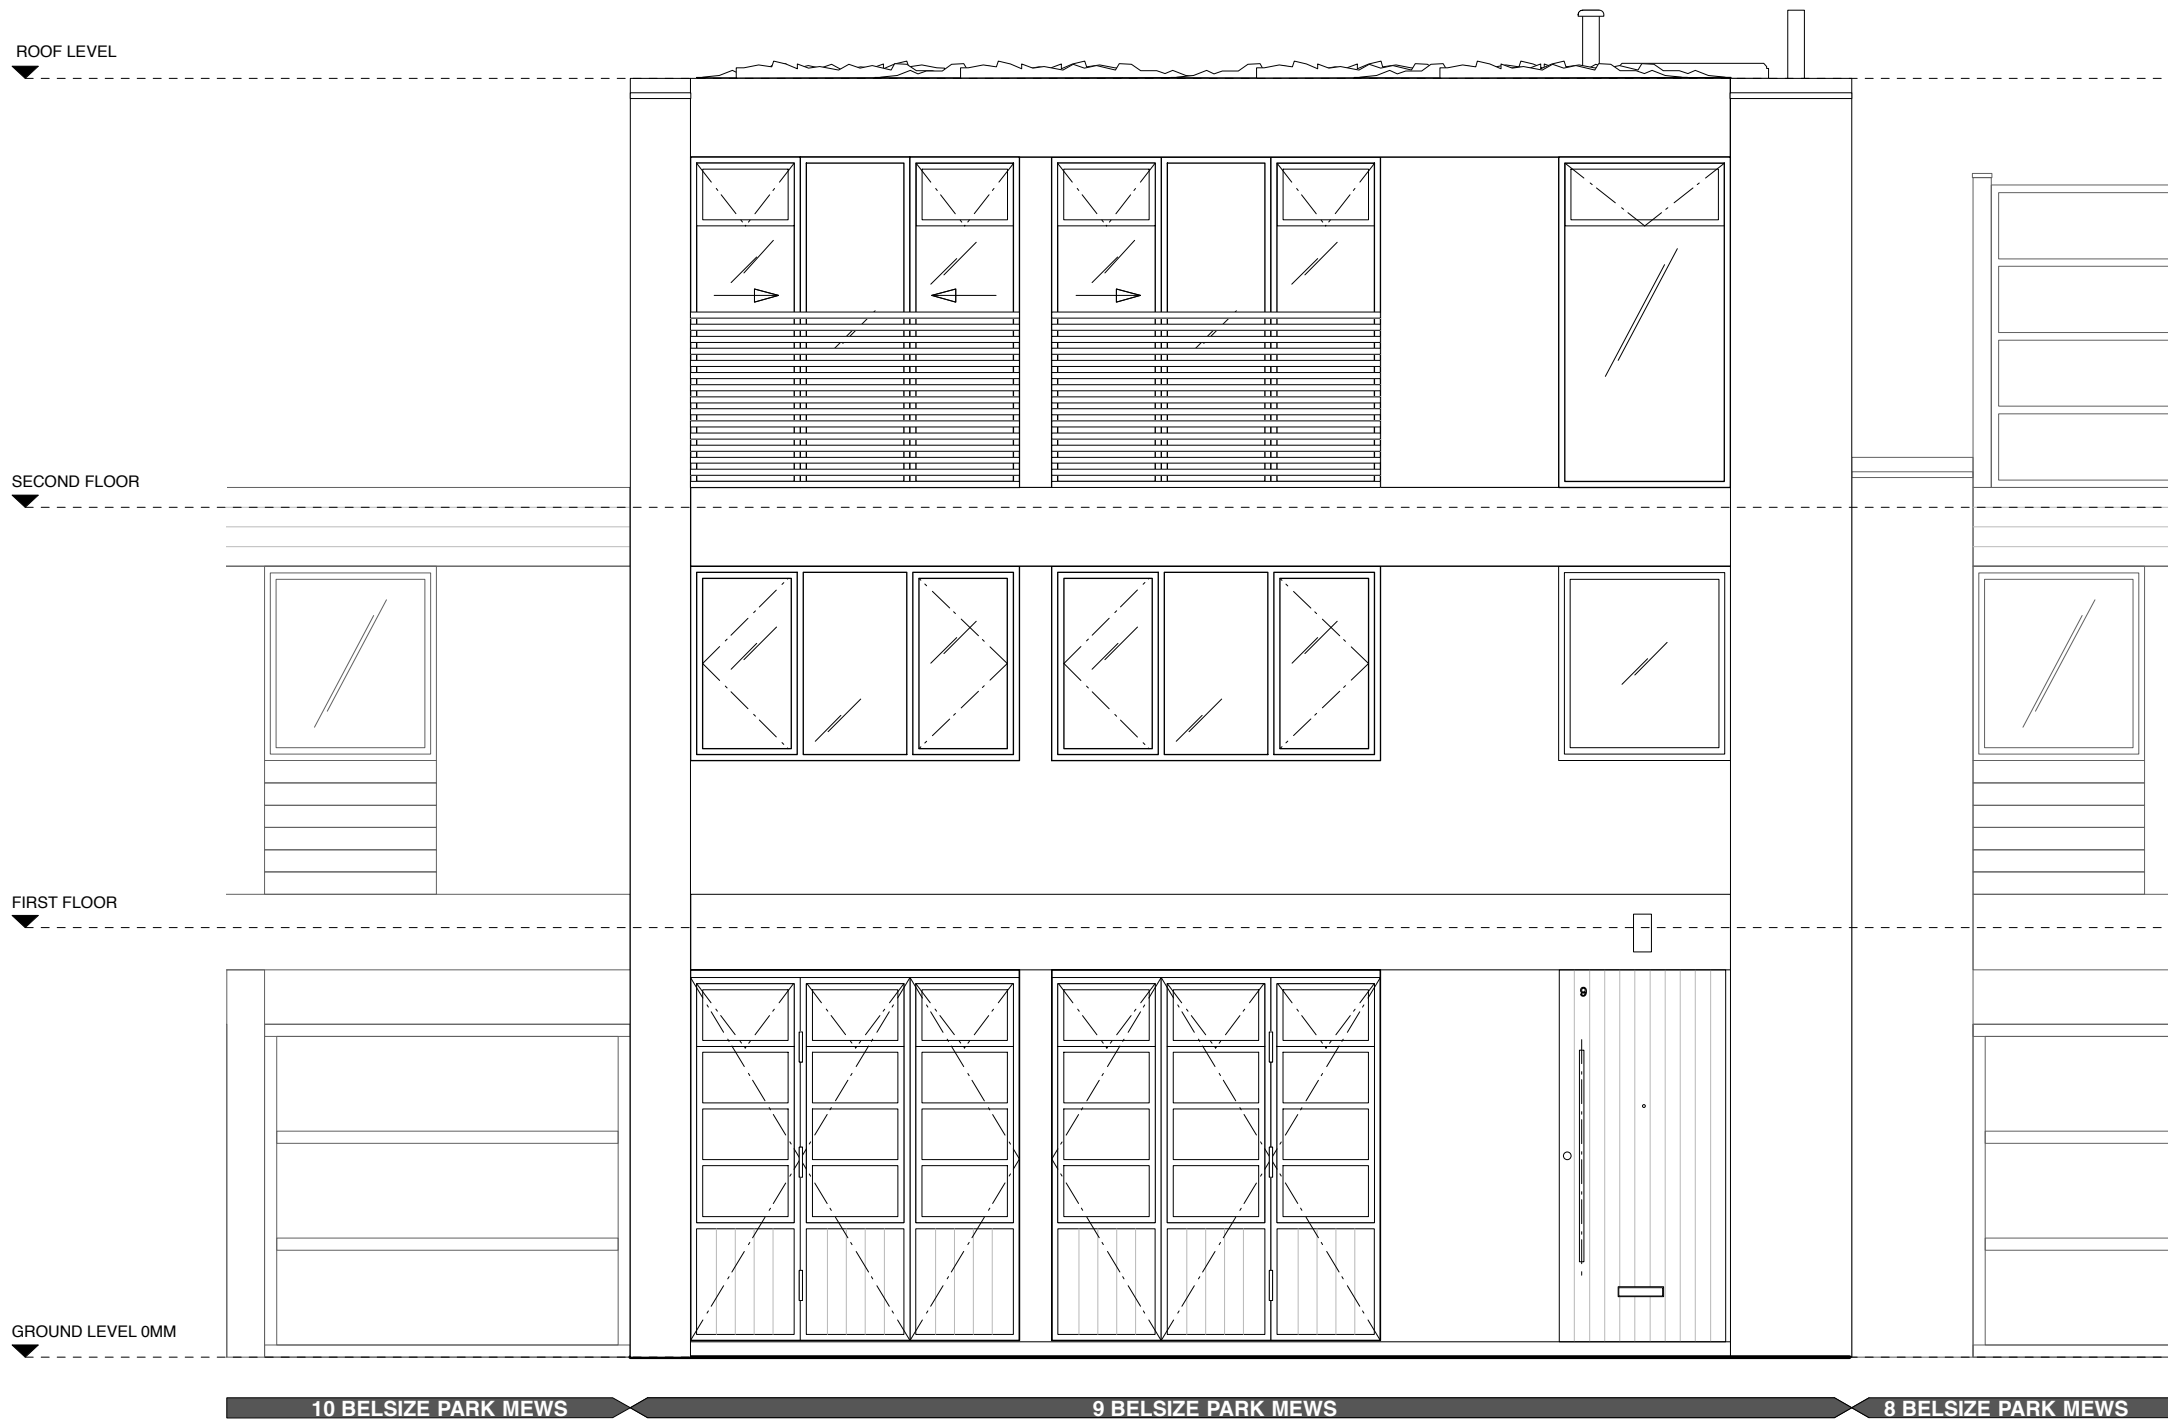 ROOF LEVEL
SECOND FLOOR
FIRST FLOOR
9
GROUND LEVEL 0MM
10 BELSIZE PARK MEWS
9 BELSIZE PARK MEWS
8 BELSIZE PARK MEWS